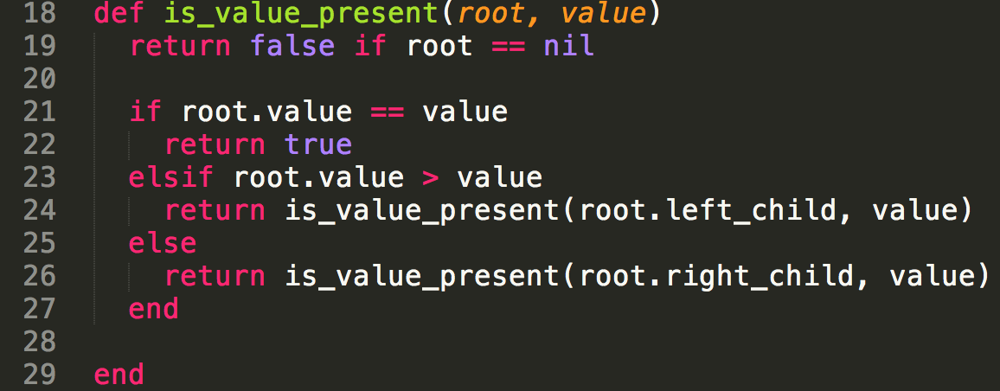 18 def is_value_present(root, value)
19   return false if root == nil
20
21   if root.value == value
22     return true
23   elsif root.value > value
24     return is_value_present(root.left_child, value)
25   else
26     return is_value_present(root.right_child, value)
27   end
28
29 end